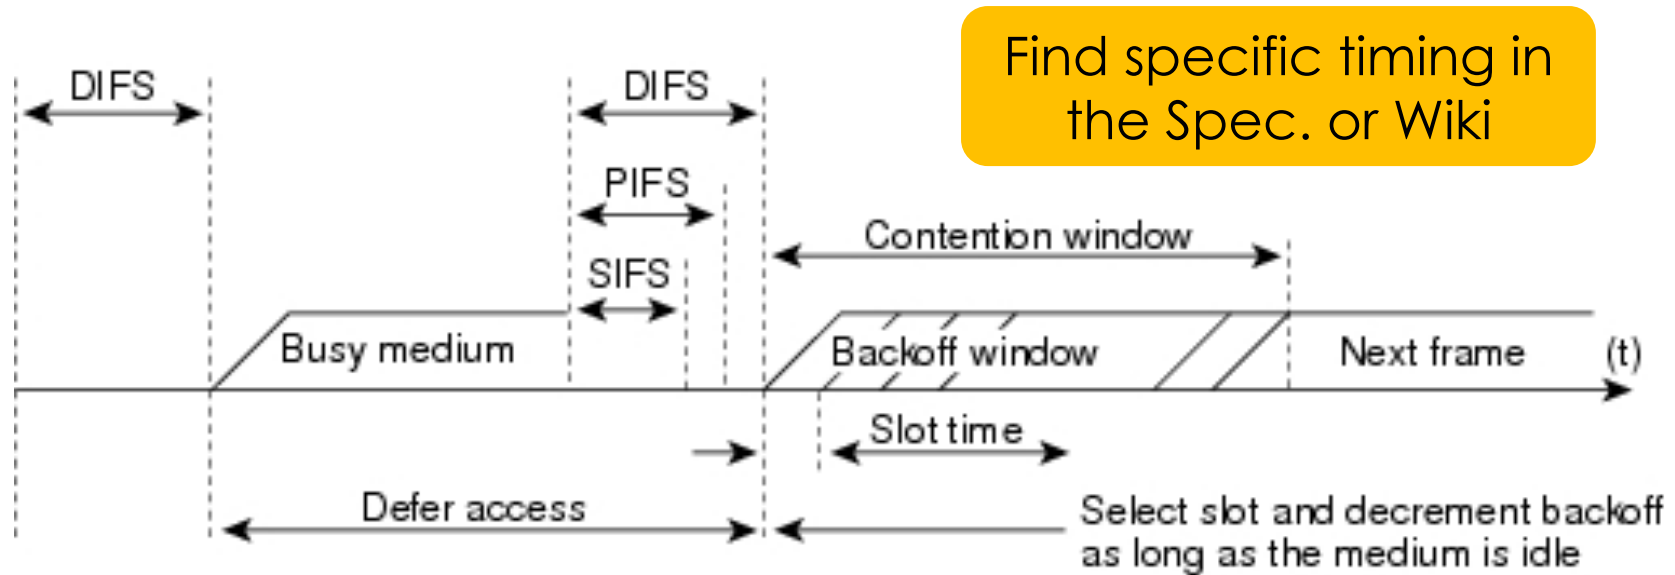 Find specific timing in
the Spec. or Wiki
DIFS
DIFS
PIFS
SIFS
Contention window
Busy medium
Backoff window
Next frame
(t)
Slot time
Defer access
Select slot and decrement backoff
as long as the medium is idle